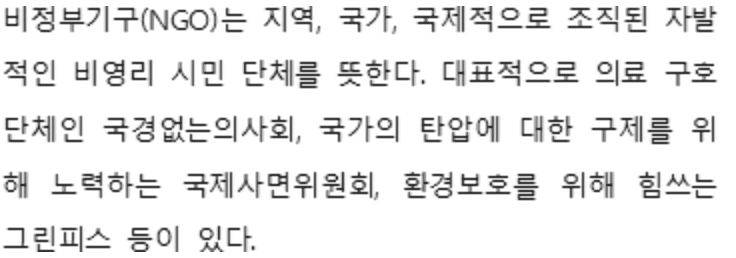 비정부기구(NGO)는 지역, 국가, 국제적으로 조직된 자발
적인 비영리 시민 단체를 뜻한다. 대표적으로 의료 구호
단체인 국경없는의사회, 국가의 탄압에 대한 구제를 위
해 노력하는 국제사면위원회, 환경보호를 위해 힘쓰는
그린피스 등이 있다.